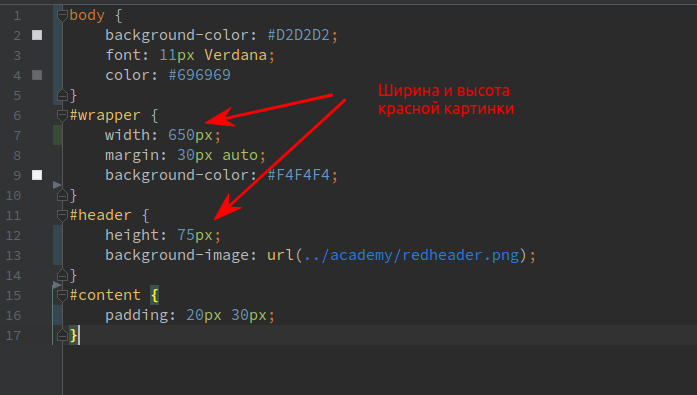 1 body {
2 background-color: #D2D2D2;
3 font: 11px Verdana;
4 color: #696969
5 }
6 #wrapper {
7 width: 650px;
8 margin: 30px auto;
9 background-color: #F4F4F4;
10 }
11 #header {
12 height: 75px;
13 background-image: url(../academy/redheader.png);
14 }
15 #content {
16 padding: 20px 30px;
17 }
Ширина и высота
красной картинки